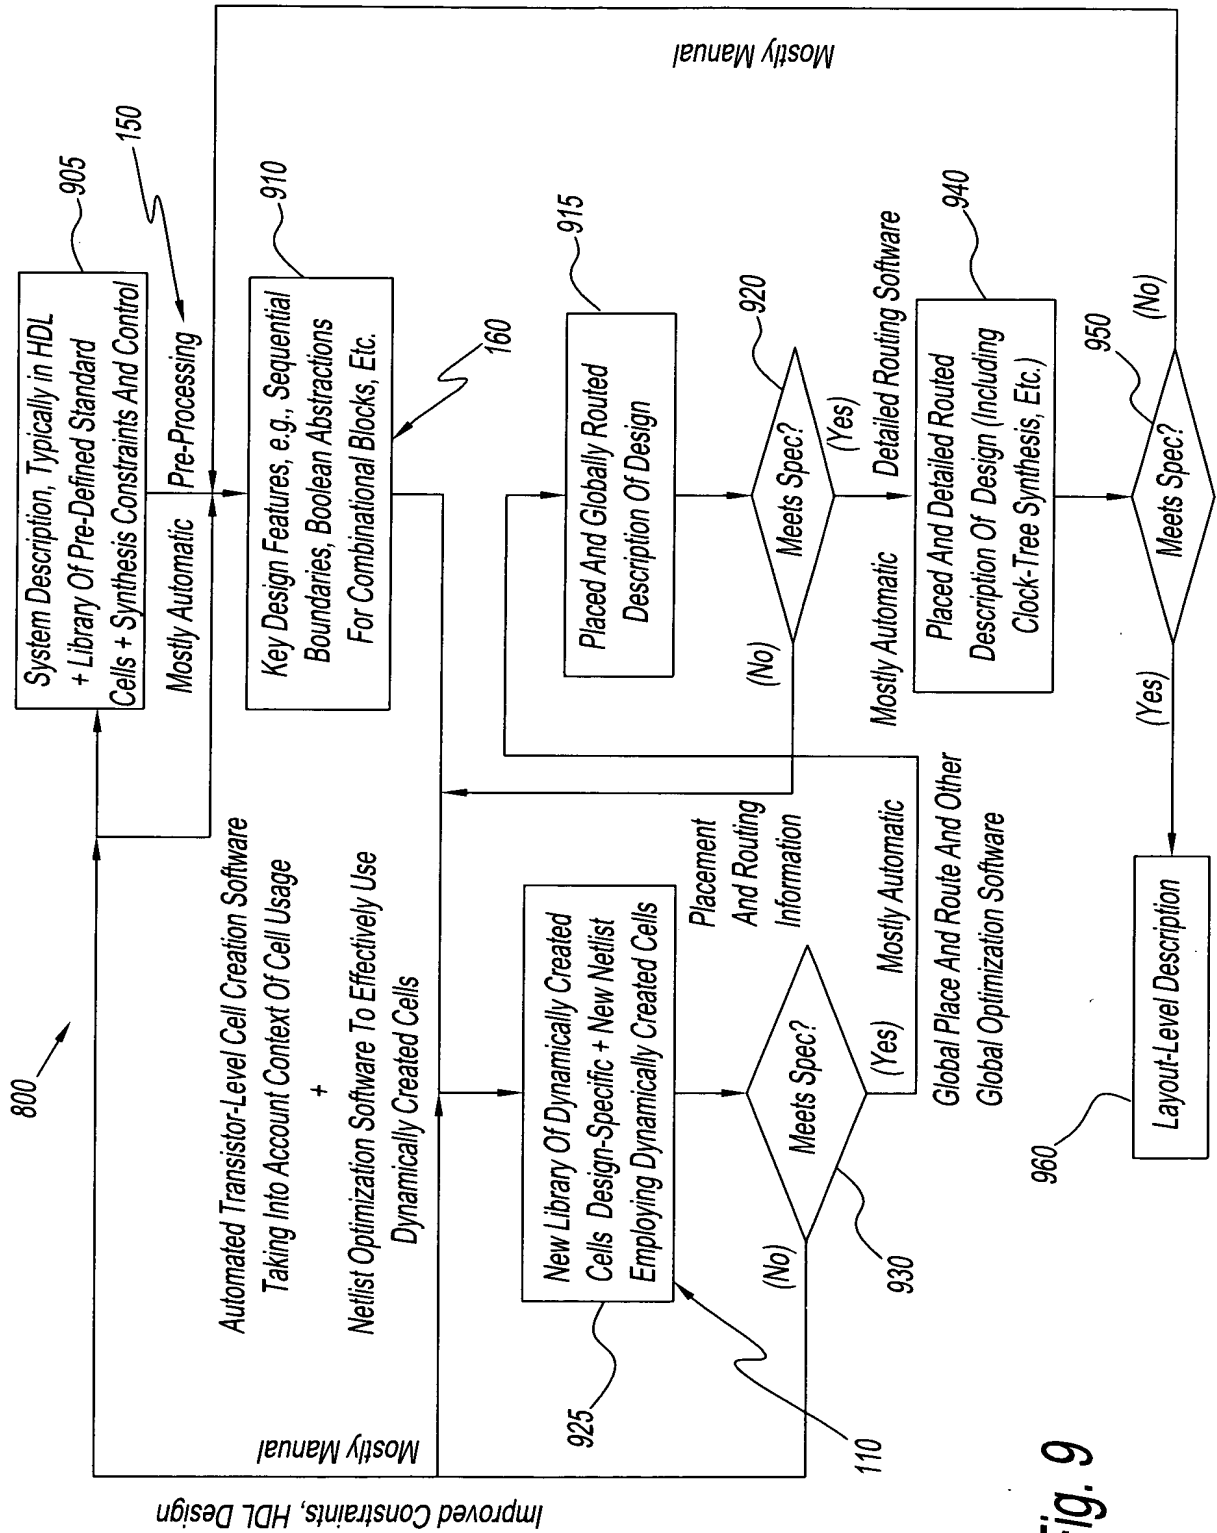 800
System Description, Typically in HDL
+ Library Of Pre-Defined Standard
Cells + Synthesis Constraints And Control
905
Mostly Automatic
Pre-Processing
150
Key Design Features, e.g., Sequential
Boundaries, Boolean Abstractions
For Combinational Blocks, Etc.
910
160
Automated Transistor-Level Cell Creation Software
Taking Into Account Context Of Cell Usage
+
Netlist Optimization Software To Effectively Use
Dynamically Created Cells
Mostly Manual
Improved Constraints, HDL Design
New Library Of Dynamically Created
Cells Design-Specific + New Netlist
Employing Dynamically Created Cells
925
110
Meets Spec?
930
(No)
(Yes)
Mostly Automatic
Global Place And Route And Other
Global Optimization Software
Placement
And Routing
Information
Placed And Globally Routed
Description Of Design
915
Meets Spec?
920
(No)
(Yes)
Mostly Automatic
Detailed Routing Software
Placed And Detailed Routed
Description Of Design (Including
Clock-Tree Synthesis, Etc.)
940
Meets Spec?
950
(No)
(Yes)
Mostly Manual
Layout-Level Description
960
Fig. 9